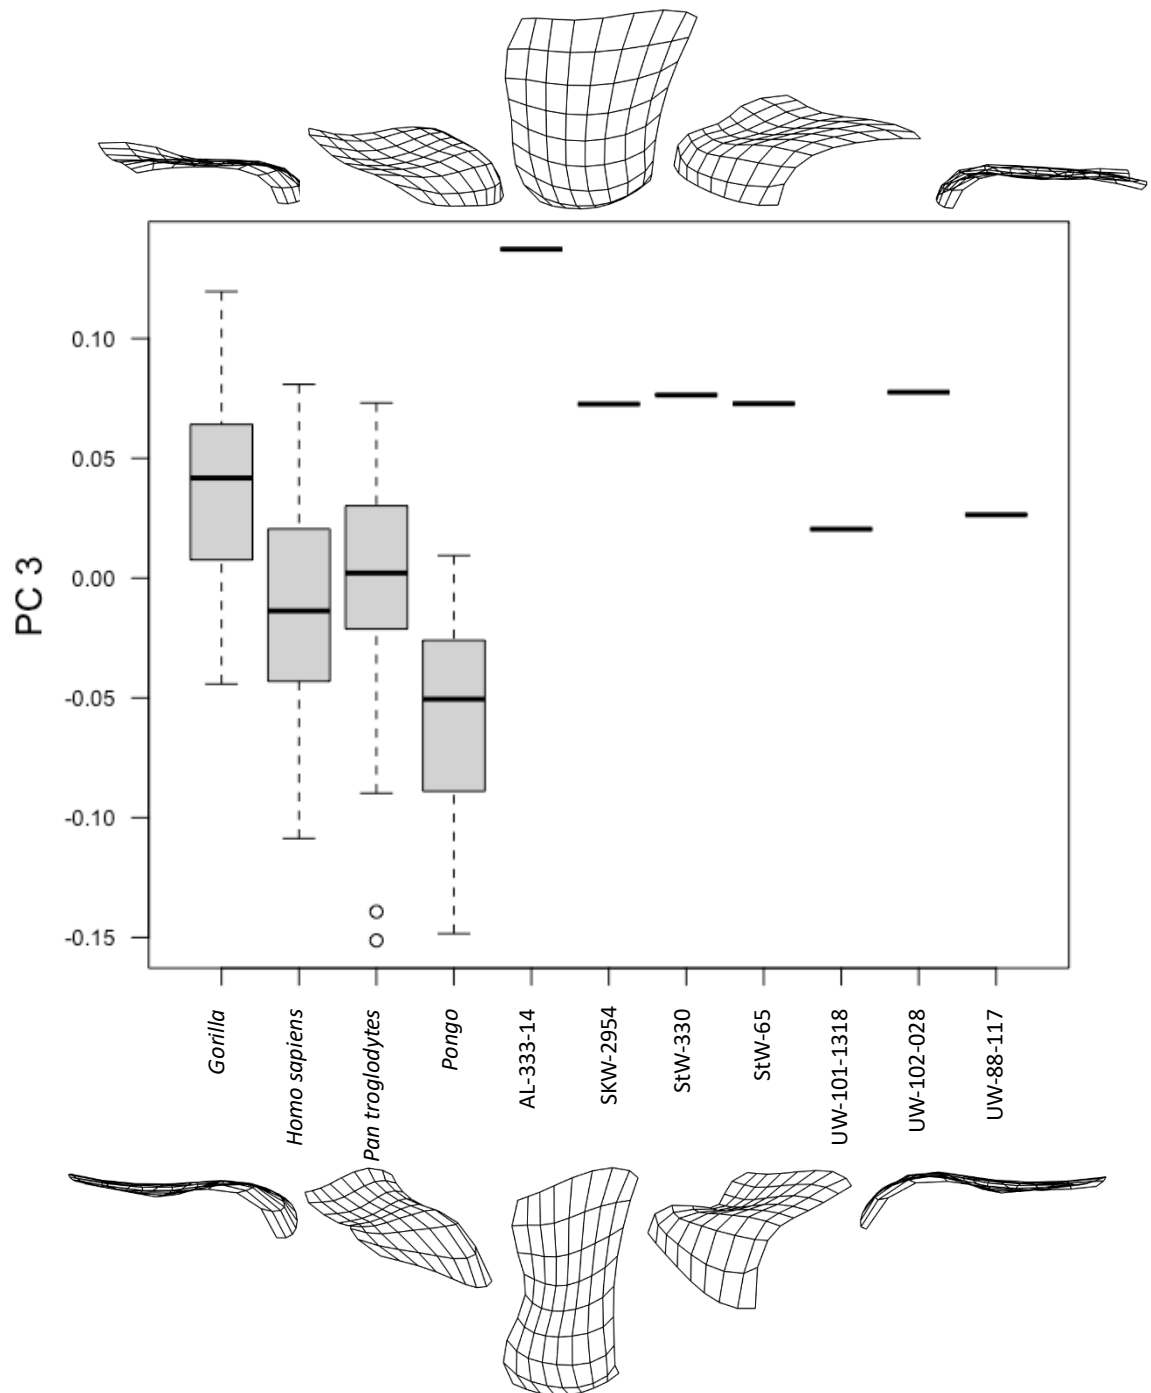 PC 3
0.10
0.05
0.00
-0.05
-0.10
-0.15
Gorilla
Homo sapiens
Pan troglodytes
Pongo
AL-333-14
SKW-2954
StW-330
StW-65
UW-101-1318
UW-102-028
UW-88-117